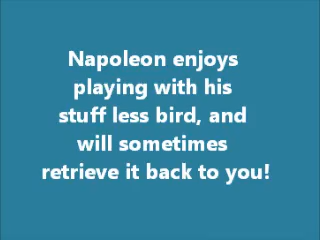 Napoleon enjoys
playing with his
stuff less bird, and
will sometimes
retrieve it back to you!